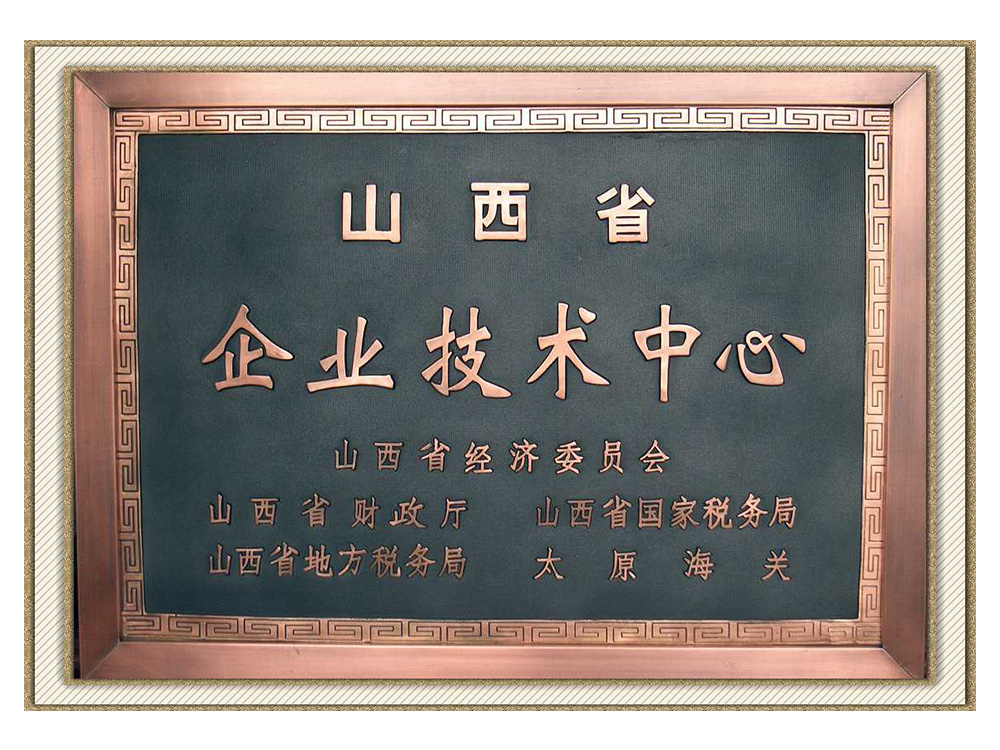 山西省
企业技术中心
山西省经济委员会
山西省财政厅 山西省国家税务局
山西省地方税务局 太原海关